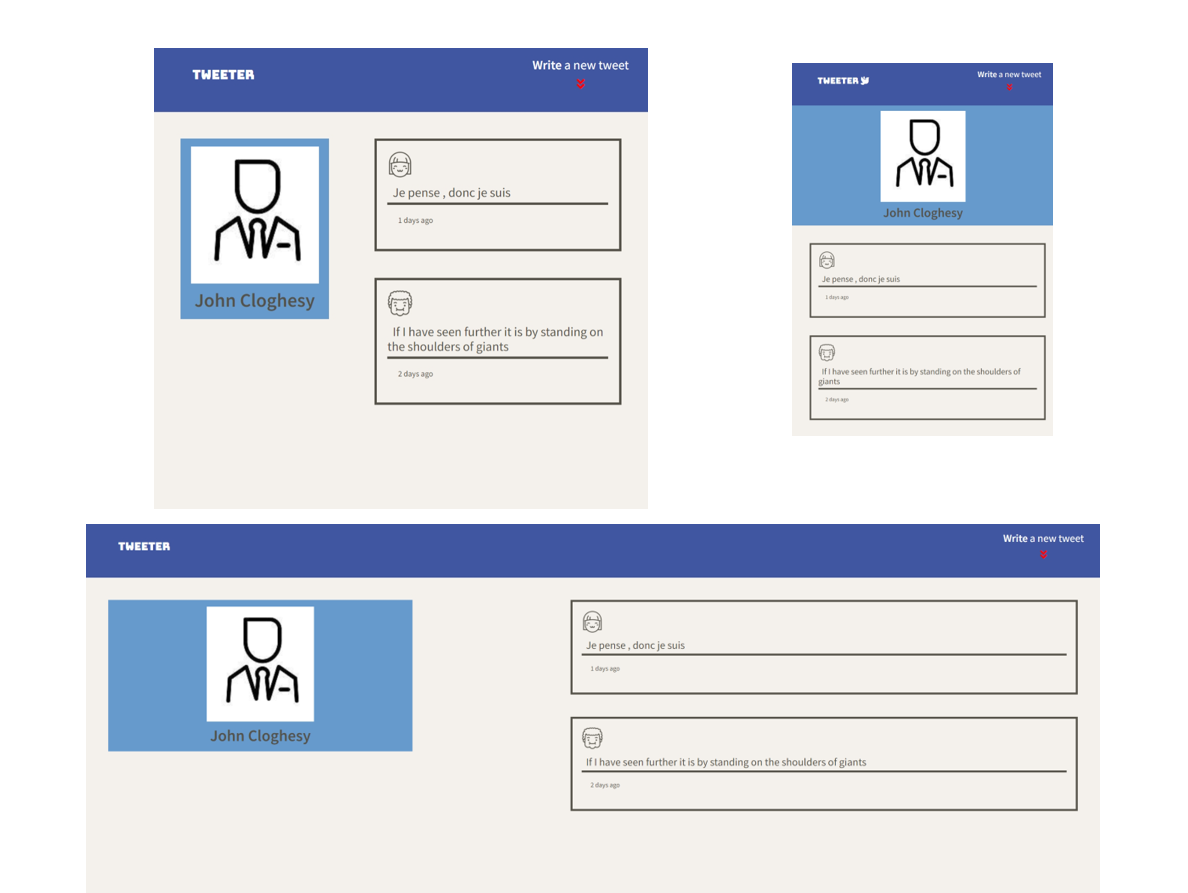 TWEETER
Write a new tweet
John Cloghesy
Je pense , donc je suis
1 days ago
If I have seen further it is by standing on
the shoulders of giants
2 days ago
TWEETER
Write a new tweet
John Cloghesy
Je pense , donc je suis
1 days ago
If I have seen further it is by standing on the shoulders of
giants
2 days ago
TWEETER
Write a new tweet
John Cloghesy
Je pense , donc je suis
1 days ago
If I have seen further it is by standing on the shoulders of giants
2 days ago